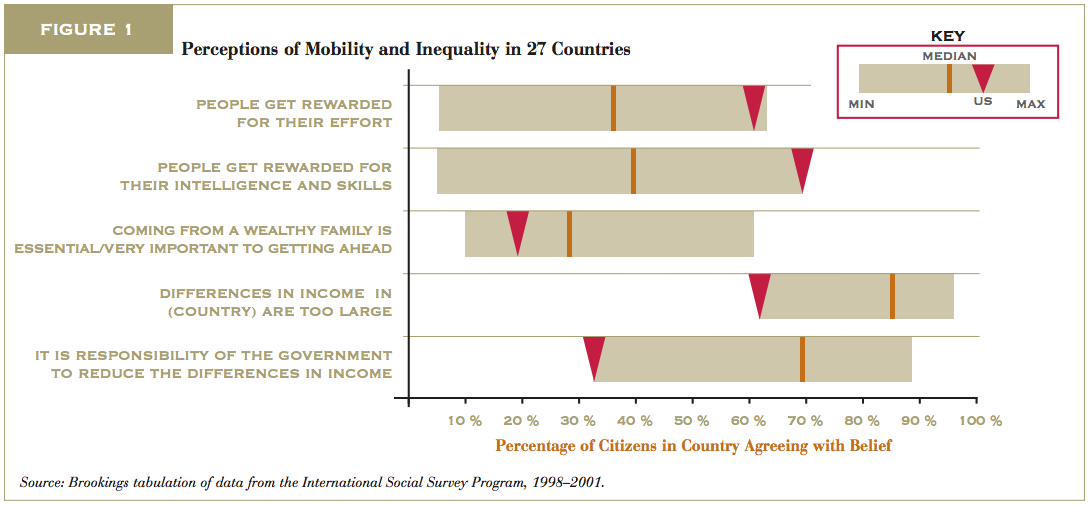 FIGURE 1
Perceptions of Mobility and Inequality in 27 Countries
KEY
MEDIAN
MIN
US
MAX
PEOPLE GET REWARDED
FOR THEIR EFFORT
PEOPLE GET REWARDED FOR
THEIR INTELLIGENCE AND SKILLS
COMING FROM A WEALTHY FAMILY IS
ESSENTIAL/VERY IMPORTANT TO GETTING AHEAD
DIFFERENCES IN INCOME IN
(COUNTRY) ARE TOO LARGE
IT IS RESPONSIBILITY OF THE GOVERNMENT
TO REDUCE THE DIFFERENCES IN INCOME
10 % 20 % 30 % 40 % 50 % 60 % 70 % 80 % 90 % 100 %
Percentage of Citizens in Country Agreeing with Belief
Source: Brookings tabulation of data from the International Social Survey Program, 1998–2001.